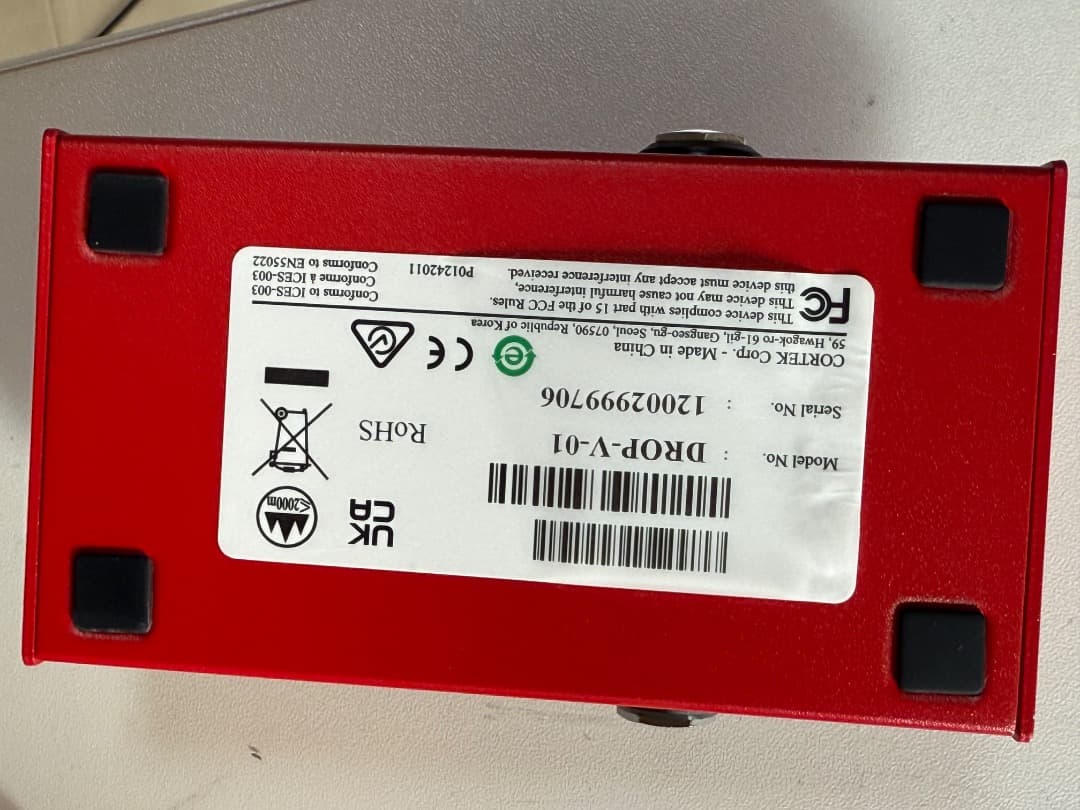 UK
CA
≤2000m
Model No. : DROP-V-01
RoHS
Serial No. : 12002999706
CORTEK Corp. - Made in China
59, Hwagok-ro 61-gil, Gangseo-gu, Seoul, 07590, Republic of Korea
e
CE
FC
This device complies with part 15 of the FCC Rules.
This device may not cause harmful interference,
this device must accept any interference received.
P01242011
Conforms to ICES-003
Conforme à ICES-003
Conforms to EN55022